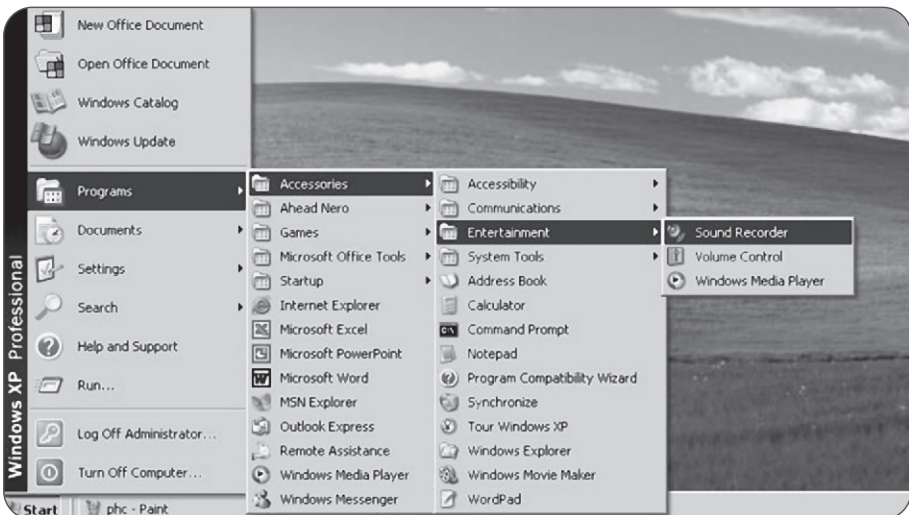 New Office Document
Open Office Document
Windows Catalog
Windows Update
Programs
Documents
Settings
Search
Help and Support
Run...
Log Off Administrator...
Turn Off Computer...
Windows XP Professional
Accessories
Ahead Nero
Games
Microsoft Office Tools
Startup
Internet Explorer
Microsoft Excel
Microsoft PowerPoint
Microsoft Word
MSN Explorer
Outlook Express
Remote Assistance
Windows Media Player
Windows Messenger
Accessibility
Communications
Entertainment
System Tools
Address Book
Calculator
Command Prompt
Notepad
Program Compatibility Wizard
Synchronize
Tour Windows XP
Windows Explorer
Windows Movie Maker
WordPad
Sound Recorder
Volume Control
Windows Media Player
Start
phc - Paint